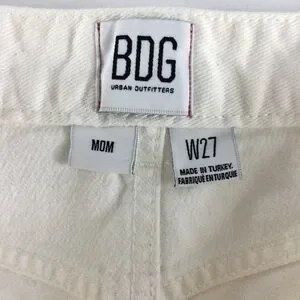 BDG
URBAN OUTFITTERS
MOM
W27
MADE IN TURKEY.
FABRIQUÉ EN TURQUIE